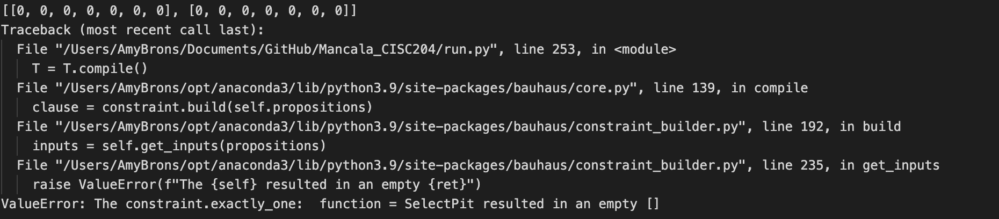 [[0, 0, 0, 0, 0, 0, 0], [0, 0, 0, 0, 0, 0, 0]]
Traceback (most recent call last):
  File "/Users/AmyBrons/Documents/GitHub/Mancala_CISC204/run.py", line 253, in <module>
    T = T.compile()
  File "/Users/AmyBrons/opt/anaconda3/lib/python3.9/site-packages/bauhaus/core.py", line 139, in compile
    clause = constraint.build(self.propositions)
  File "/Users/AmyBrons/opt/anaconda3/lib/python3.9/site-packages/bauhaus/constraint_builder.py", line 192, in build
    inputs = self.get_inputs(propositions)
  File "/Users/AmyBrons/opt/anaconda3/lib/python3.9/site-packages/bauhaus/constraint_builder.py", line 235, in get_inputs
    raise ValueError(f"The {self} resulted in an empty {ret}")
ValueError: The constraint.exactly_one:  function = SelectPit resulted in an empty []